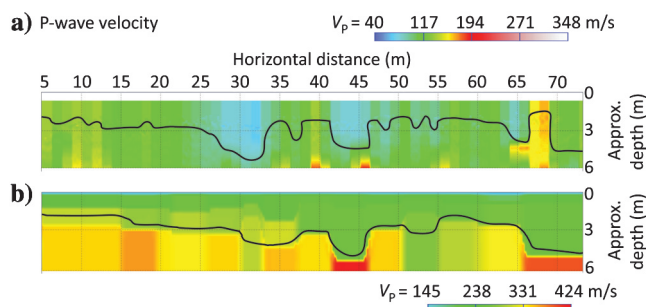 a) P-wave velocity
V_P = 40 117 194 271 348 m/s
Horizontal distance (m)
5 10 15 20 25 30 35 40 45 50 55 60 65 70
0
3
6
Approx. depth (m)
b)
0
3
6
Approx. depth (m)
V_P = 145 238 331 424 m/s